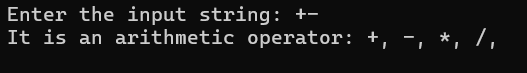 Enter the input string: +-
It is an arithmetic operator: +, -, *, /,